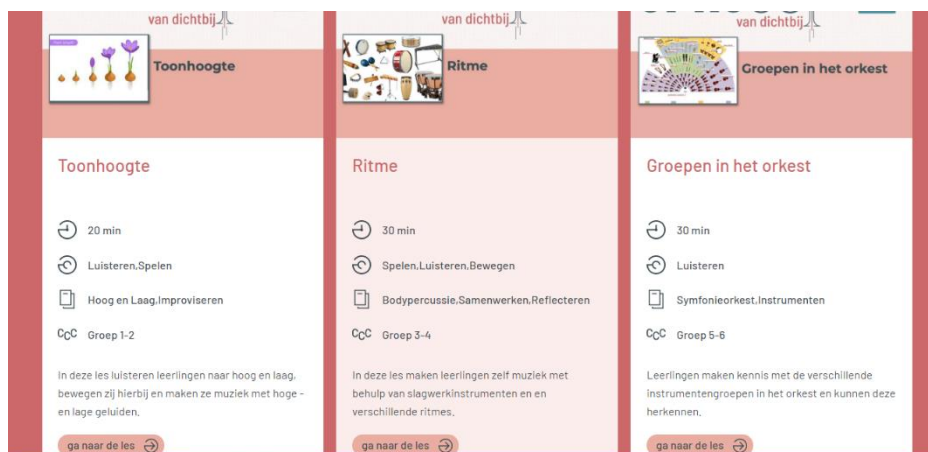 van dichtbij
Toonhoogte
Toonhoogte
20 min
Luisteren,Spelen
Hoog en Laag,Improviseren
Groep 1-2
In deze les luisteren leerlingen naar hoog en laag,
bewegen zij hierbij en maken ze muziek met hoge -
en lage geluiden.
ga naar de les
van dichtbij
Ritme
Ritme
30 min
Spelen,Luisteren,Bewegen
Bodypercussie,Samenwerken,Reflecteren
Groep 3-4
In deze les maken leerlingen zelf muziek met
behulp van slagwerkinstrumenten en en
verschillende ritmes.
ga naar de les
van dichtbij
Groepen in het orkest
Groepen in het orkest
30 min
Luisteren
Symfonieorkest,Instrumenten
Groep 5-6
Leerlingen maken kennis met de verschillende
instrumentengroepen in het orkest en kunnen deze
herkennen.
ga naar de les